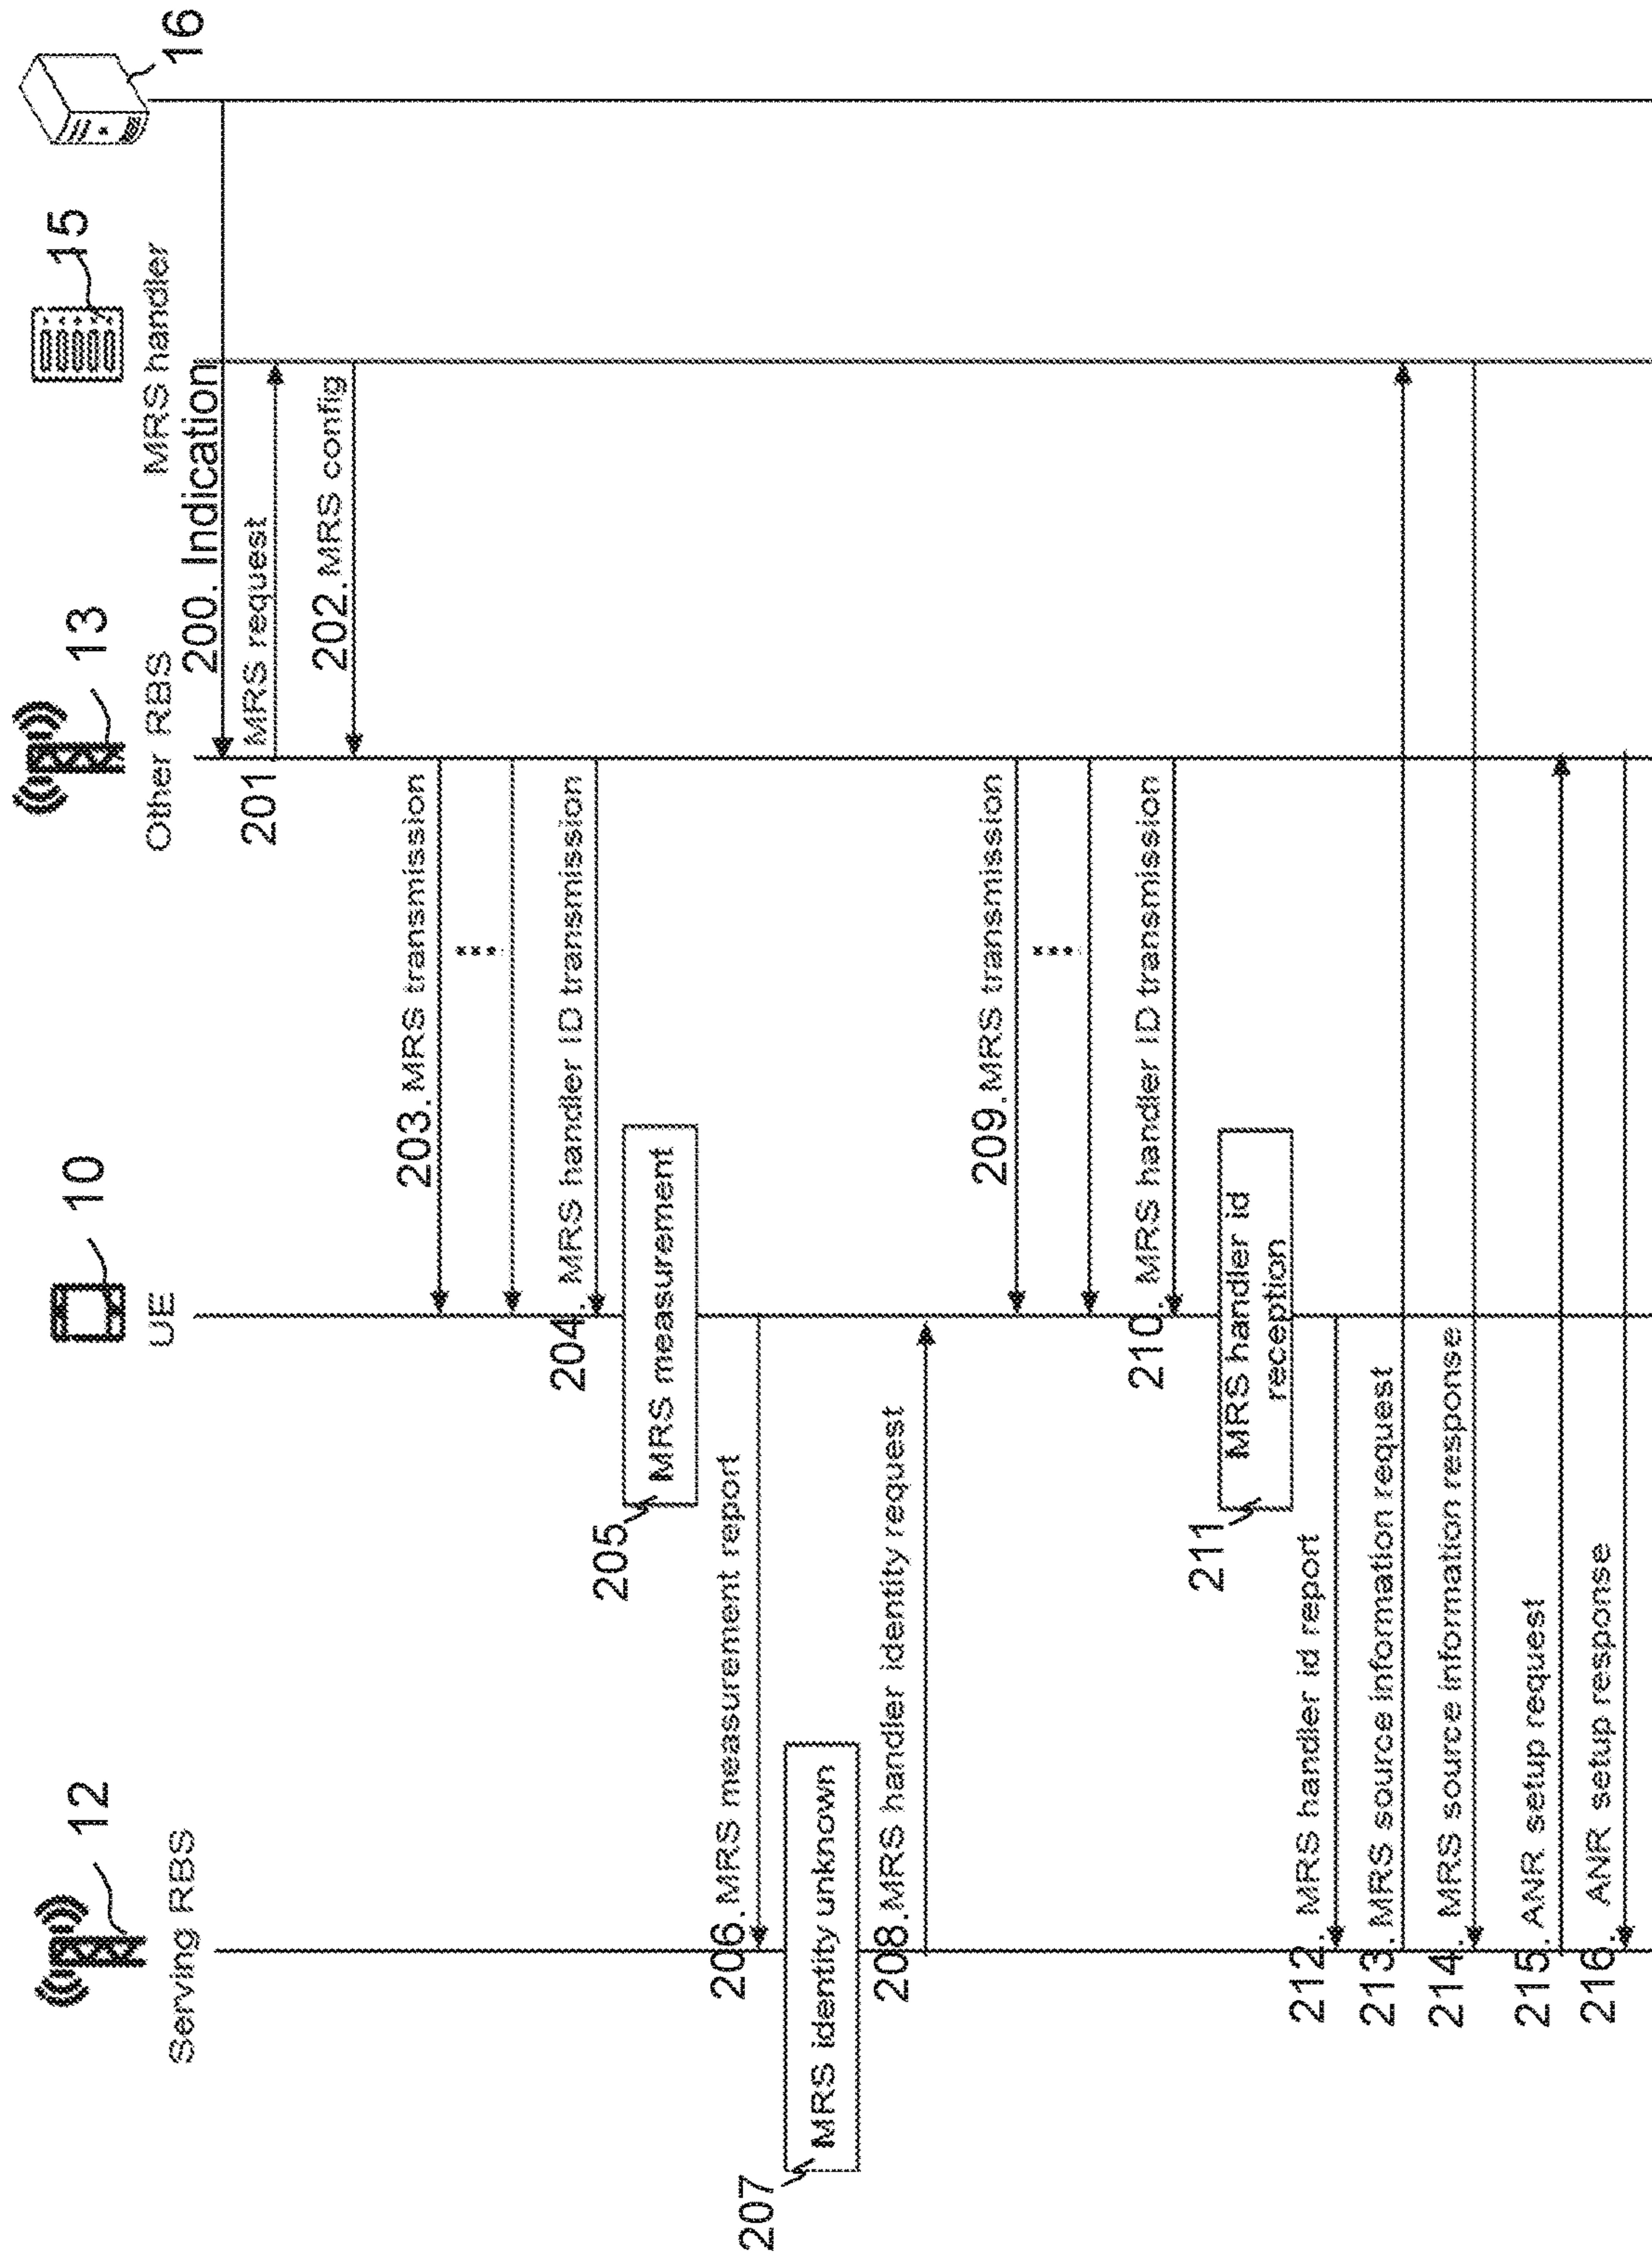 12
Serving RBS
10
UE
13
Other RBS
15
MRS handler
16
200. Indication
201 MRS request
202. MRS config
203. MRS transmission
...
204. MRS handler ID transmission
205
MRS measurement
206. MRS measurement report
207
MRS identity unknown
208. MRS handler identity request
209. MRS transmission
...
210. MRS handler ID transmission
211
MRS handler id
reception
212. MRS handler id report
213. MRS source information request
214. MRS source information response
215. ANR setup request
216. ANR setup response